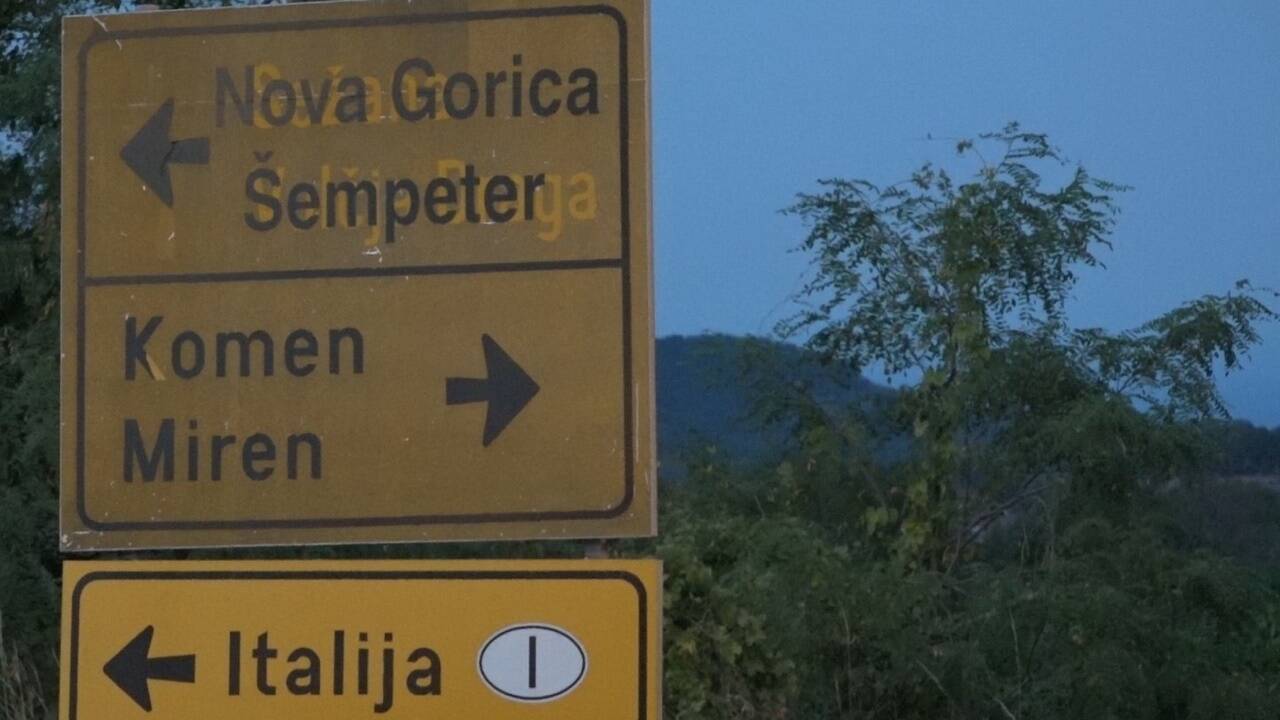 Nova Gorica
Šempeter
Komen
Miren
Italija I